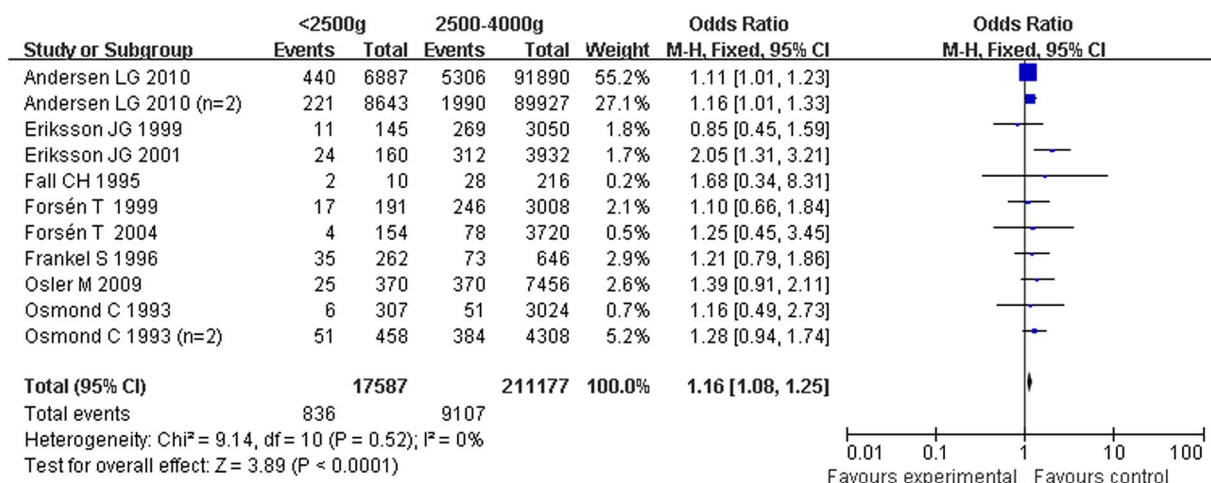 <2500g 2500-4000g Odds Ratio Odds Ratio
Study or Subgroup Events Total Events Total Weight M-H, Fixed, 95% CI M-H, Fixed, 95% CI
Andersen LG 2010 440 6887 5306 91890 55.2% 1.11 [1.01, 1.23]
Andersen LG 2010 (n=2) 221 8643 1990 89927 27.1% 1.16 [1.01, 1.33]
Eriksson JG 1999 11 145 269 3050 1.8% 0.85 [0.45, 1.59]
Eriksson JG 2001 24 160 312 3932 1.7% 2.05 [1.31, 3.21]
Fall CH 1995 2 10 28 216 0.2% 1.68 [0.34, 8.31]
Forsén T 1999 17 191 246 3008 2.1% 1.10 [0.66, 1.84]
Forsén T 2004 4 154 78 3720 0.5% 1.25 [0.45, 3.45]
Frankel S 1996 35 262 73 646 2.9% 1.21 [0.79, 1.86]
Osler M 2009 25 370 370 7456 2.6% 1.39 [0.91, 2.11]
Osmond C 1993 6 307 51 3024 0.7% 1.16 [0.49, 2.73]
Osmond C 1993 (n=2) 51 458 384 4308 5.2% 1.28 [0.94, 1.74]
Total (95% CI) 17587 211177 100.0% 1.16 [1.08, 1.25]
Total events 836 9107
Heterogeneity: Chi² = 9.14, df = 10 (P = 0.52); I² = 0%
Test for overall effect: Z = 3.89 (P < 0.0001)
0.01 0.1 1 10 100
Favours experimental Favours control